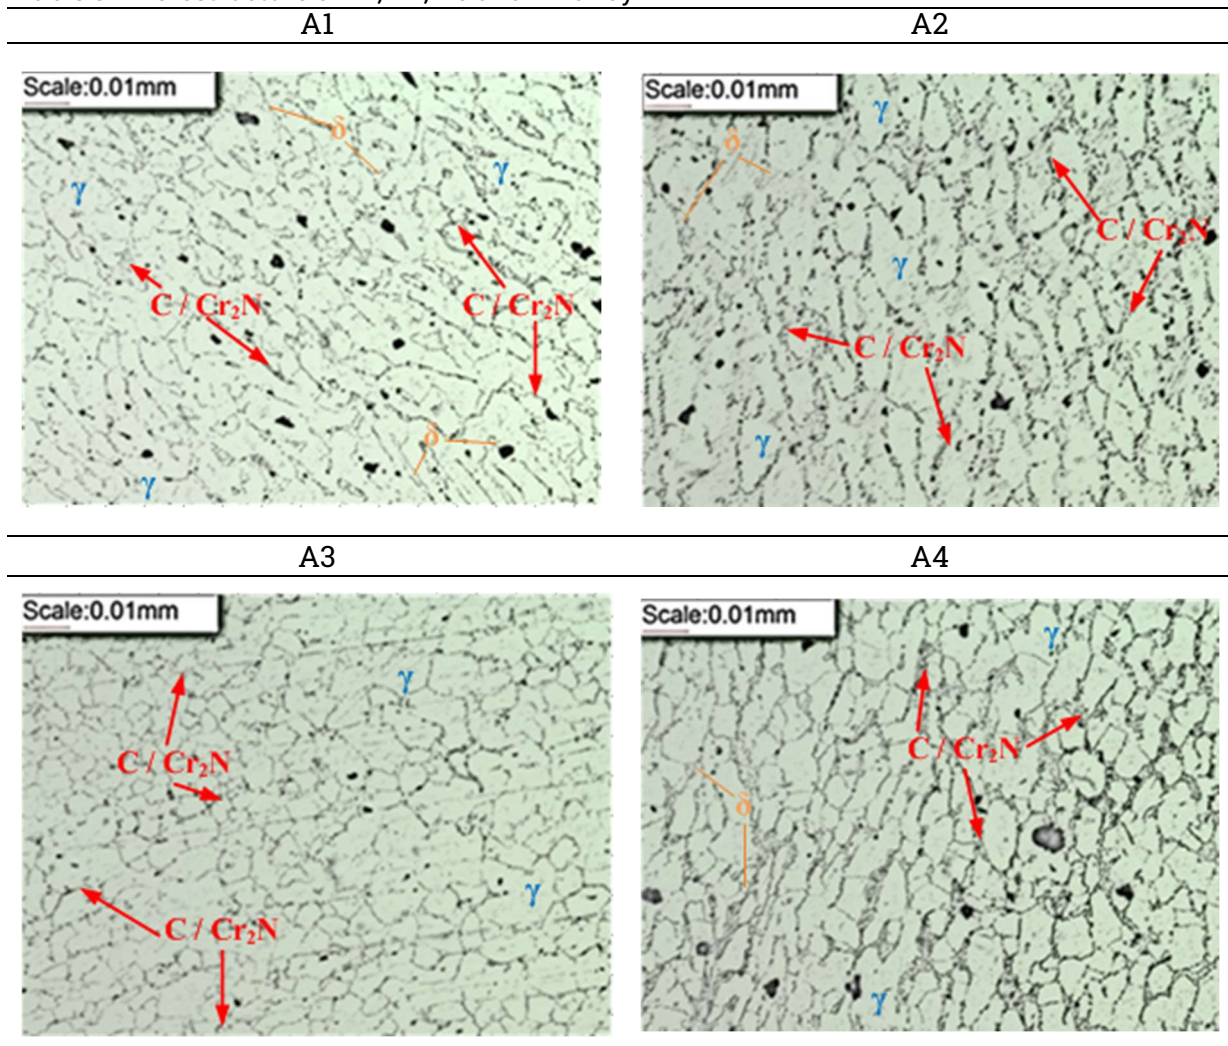 A1 A2
Scale:0.01mm
δ
γ
γ
C / Cr₂N
C / Cr₂N
δ
γ
Scale:0.01mm
γ
δ
C / Cr₂N
γ
C / Cr₂N
γ
A3 A4
Scale:0.01mm
γ
C / Cr₂N
γ
C / Cr₂N
Scale:0.01mm
γ
C / Cr₂N
δ
γ